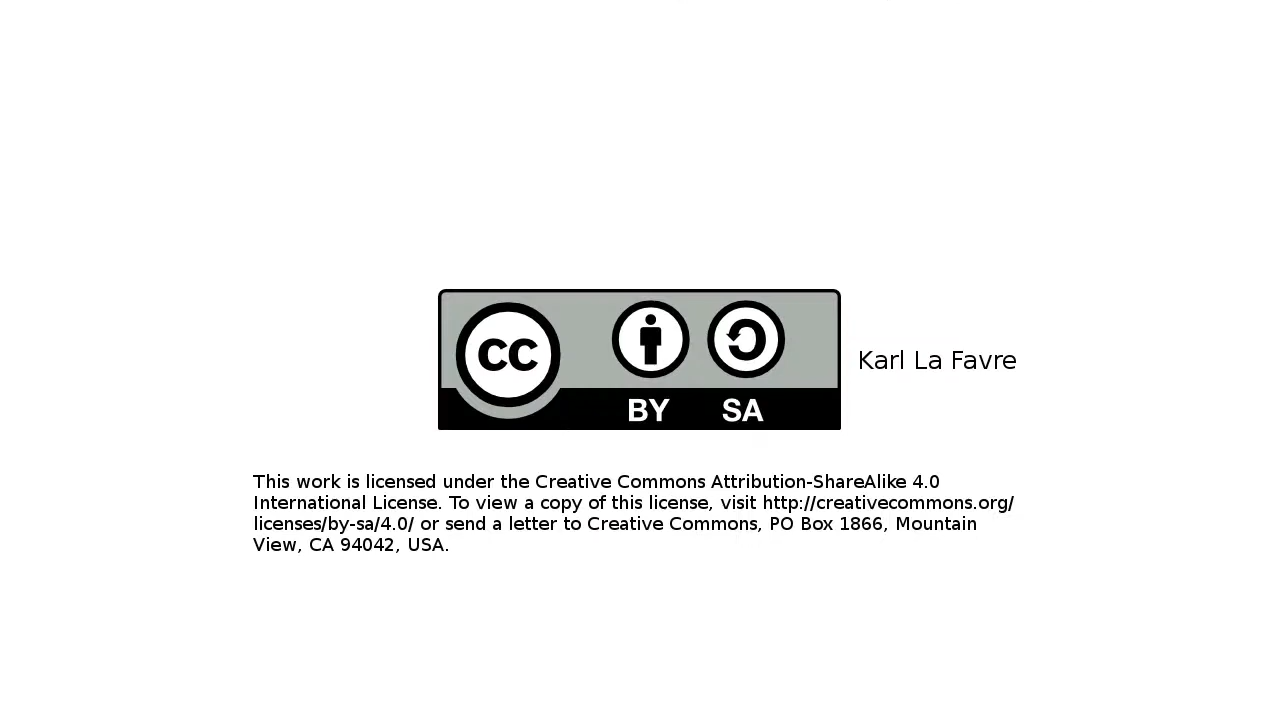 CC
BY SA
Karl La Favre
This work is licensed under the Creative Commons Attribution-ShareAlike 4.0
International License. To view a copy of this license, visit http://creativecommons.org/
licenses/by-sa/4.0/ or send a letter to Creative Commons, PO Box 1866, Mountain
View, CA 94042, USA.